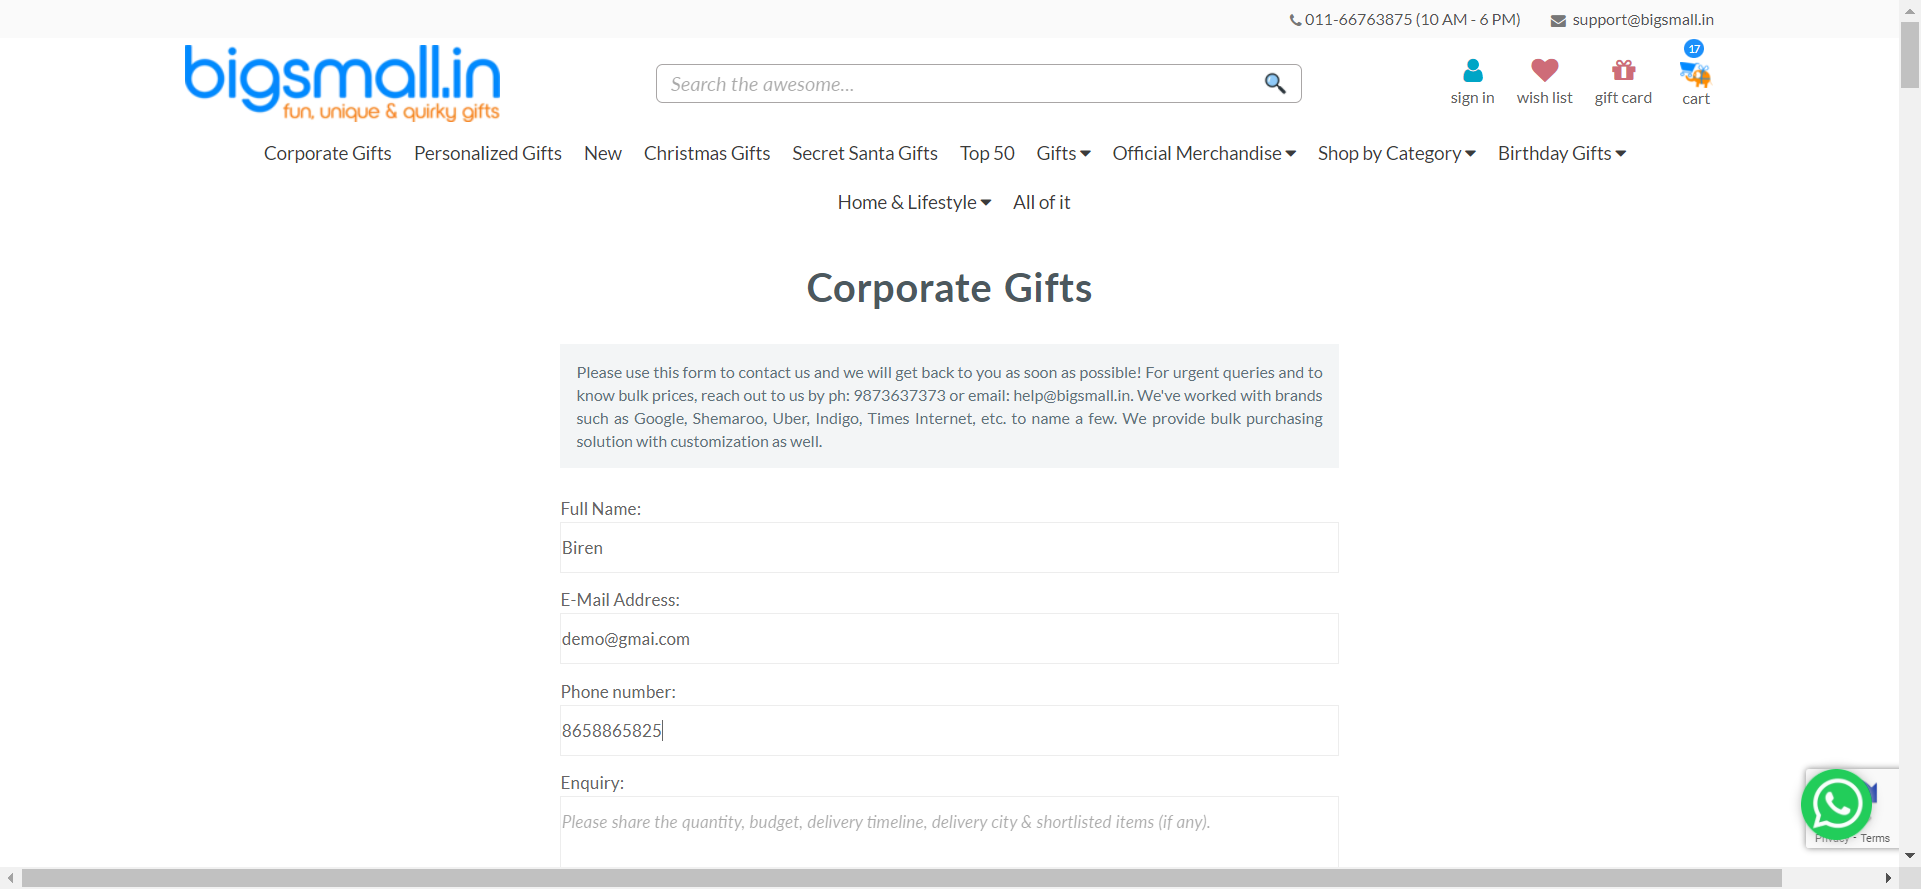 011-66763875 (10 AM - 6 PM) support@bigsmall.in
bigsmall.in
fun, unique & quirky gifts
Search the awesome...
sign in
wish list
gift card
17
cart
Corporate Gifts Personalized Gifts New Christmas Gifts Secret Santa Gifts Top 50 Gifts Official Merchandise Shop by Category Birthday Gifts
Home & Lifestyle All of it
Corporate Gifts
Please use this form to contact us and we will get back to you as soon as possible! For urgent queries and to
know bulk prices, reach out to us by ph: 9873637373 or email: help@bigsmall.in. We've worked with brands
such as Google, Shemaroo, Uber, Indigo, Times Internet, etc. to name a few. We provide bulk purchasing
solution with customization as well.
Full Name:
Biren
E-Mail Address:
demo@gmai.com
Phone number:
8658865825
Enquiry:
Please share the quantity, budget, delivery timeline, delivery city & shortlisted items (if any).
Privacy - Terms